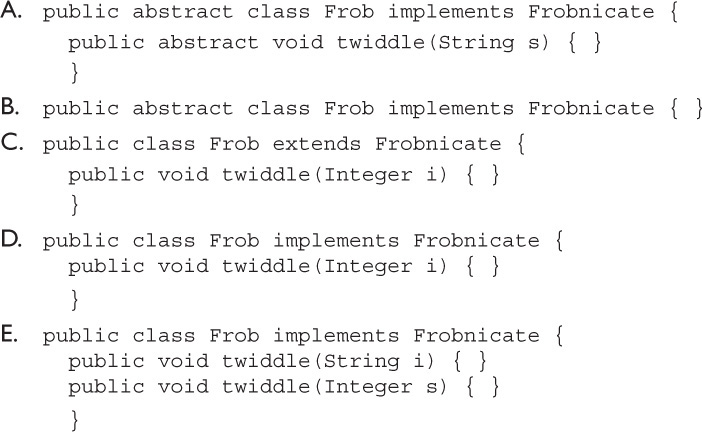 A. public abstract class Frob implements Frobnicate {
public abstract void twiddle(String s) { }
}
B. public abstract class Frob implements Frobnicate { }
C. public class Frob extends Frobnicate {
public void twiddle(Integer i) { }
}
D. public class Frob implements Frobnicate {
public void twiddle(Integer i) { }
}
E. public class Frob implements Frobnicate {
public void twiddle(String i) { }
public void twiddle(Integer s) { }
}